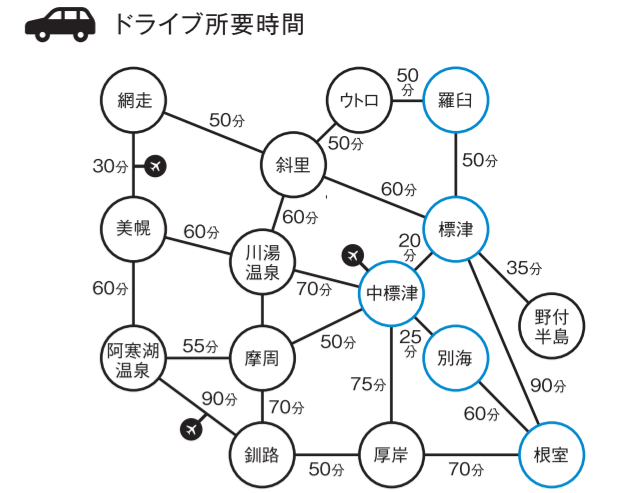 ドライブ所要時間
50分
網走
ウトロ
羅臼
50分
50分
斜里
30分
50分
60分
60分
美幌
60分
20分
標津
川湯
温泉
35分
70分
中標津
60分
野付
半島
阿寒湖
温泉
55分
摩周
50分
25分
別海
75分
90分
90分
70分
60分
釧路
50分
厚岸
70分
根室